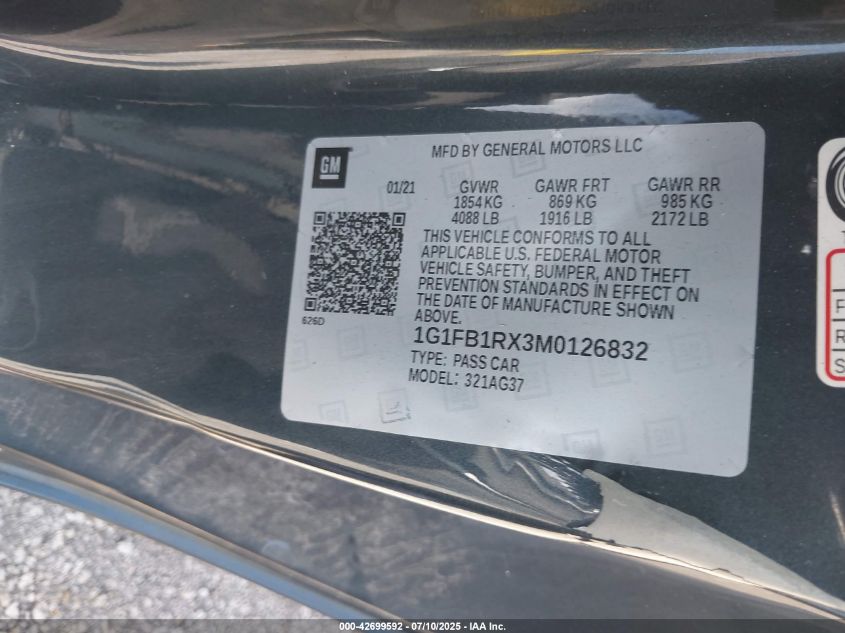 MFD BY GENERAL MOTORS LLC
GM
01/21 GVWR GAWR FRT GAWR RR
1854 KG 869 KG 985 KG
4088 LB 1916 LB 2172 LB
THIS VEHICLE CONFORMS TO ALL
APPLICABLE U.S. FEDERAL MOTOR
VEHICLE SAFETY, BUMPER, AND THEFT
PREVENTION STANDARDS IN EFFECT ON
THE DATE OF MANUFACTURE SHOWN
ABOVE.
626D
1G1FB1RX3M0126832
TYPE: PASS CAR
MODEL: 321AG37
F
R
S
000-42699592 - 07/10/2025 - IAA Inc.